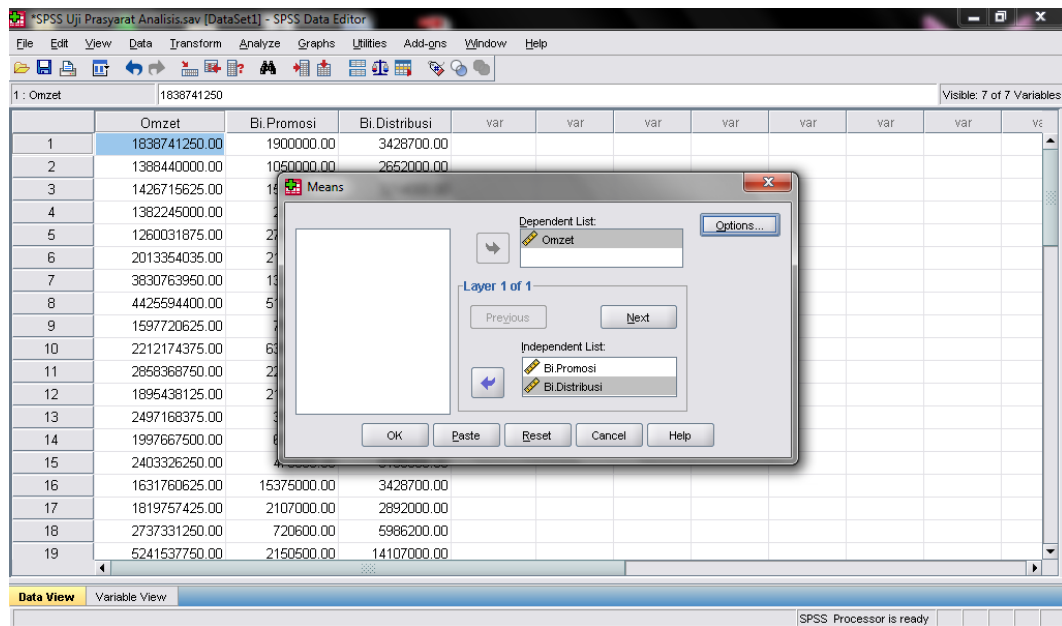 *SPSS Uji Prasyarat Analisis.sav [DataSet1] - SPSS Data Editor
File Edit View Data Transform Analyze Graphs Utilities Add-ons Window Help
1 : Omzet 1838741250 Visible: 7 of 7 Variables
Omzet Bi.Promosi Bi.Distribusi var var var var var var var
1 1838741250.00 1900000.00 3428700.00
2 1388440000.00 1050000.00 2652000.00
3 1426715625.00
4 1382245000.00
5 1260031875.00
6 2013354035.00
7 3830763950.00
8 4425594400.00
9 1597720625.00
10 2212174375.00
11 2858368750.00
12 1895438125.00
13 2497168375.00
14 1997667500.00
15 2403326250.00
16 1631760625.00 15375000.00 3428700.00
17 1819757425.00 2107000.00 2892000.00
18 2737331250.00 720600.00 5986200.00
19 5241537750.00 2150500.00 14107000.00
Means
Dependent List:
Omzet
Options...
Layer 1 of 1
Previous Next
Independent List:
Bi.Promosi
Bi.Distribusi
OK Paste Reset Cancel Help
Data View Variable View
SPSS Processor is ready